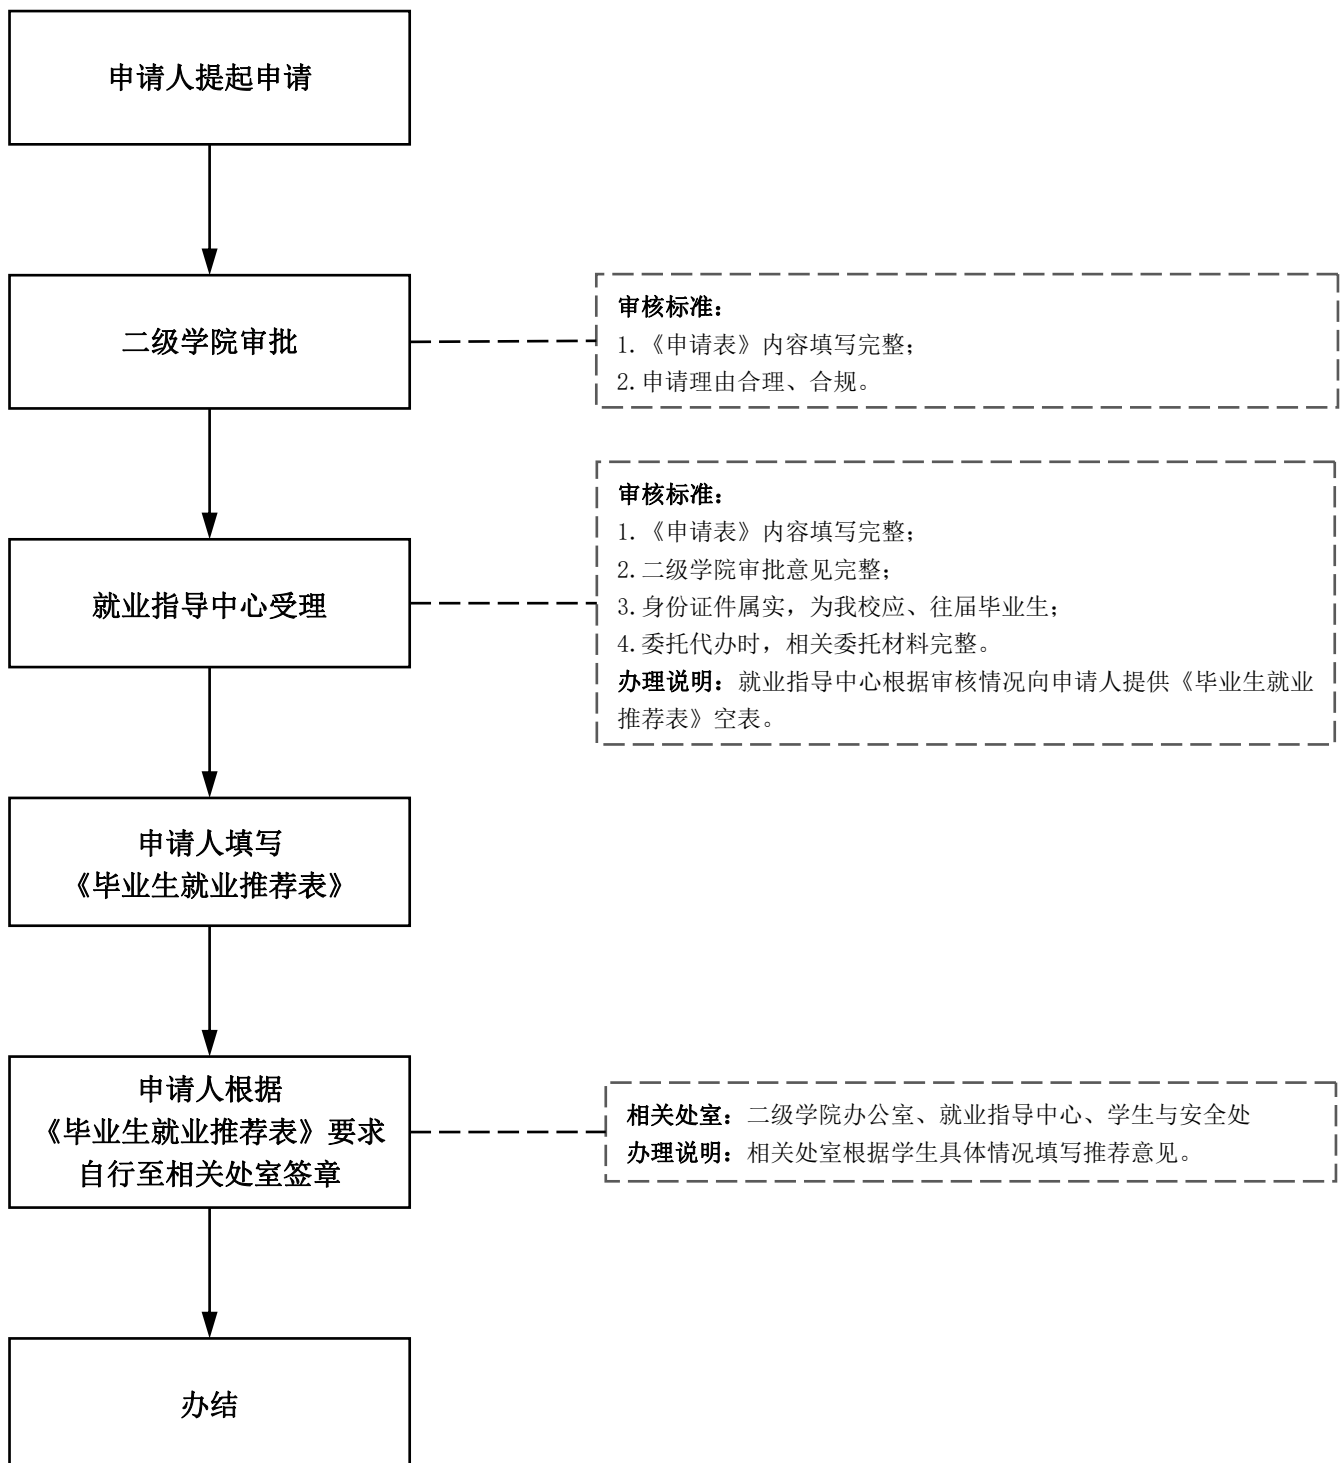 申请人提起申请
二级学院审批
审核标准：
1.《申请表》内容填写完整；
2.申请理由合理、合规。
就业指导中心受理
审核标准：
1.《申请表》内容填写完整；
2.二级学院审批意见完整；
3.身份证件属实，为我校应、往届毕业生；
4.委托代办时，相关委托材料完整。
办理说明：就业指导中心根据审核情况向申请人提供《毕业生就业
推荐表》空表。
申请人填写
《毕业生就业推荐表》
申请人根据
《毕业生就业推荐表》要求
自行至相关处室签章
相关处室：二级学院办公室、就业指导中心、学生与安全处
办理说明：相关处室根据学生具体情况填写推荐意见。
办结